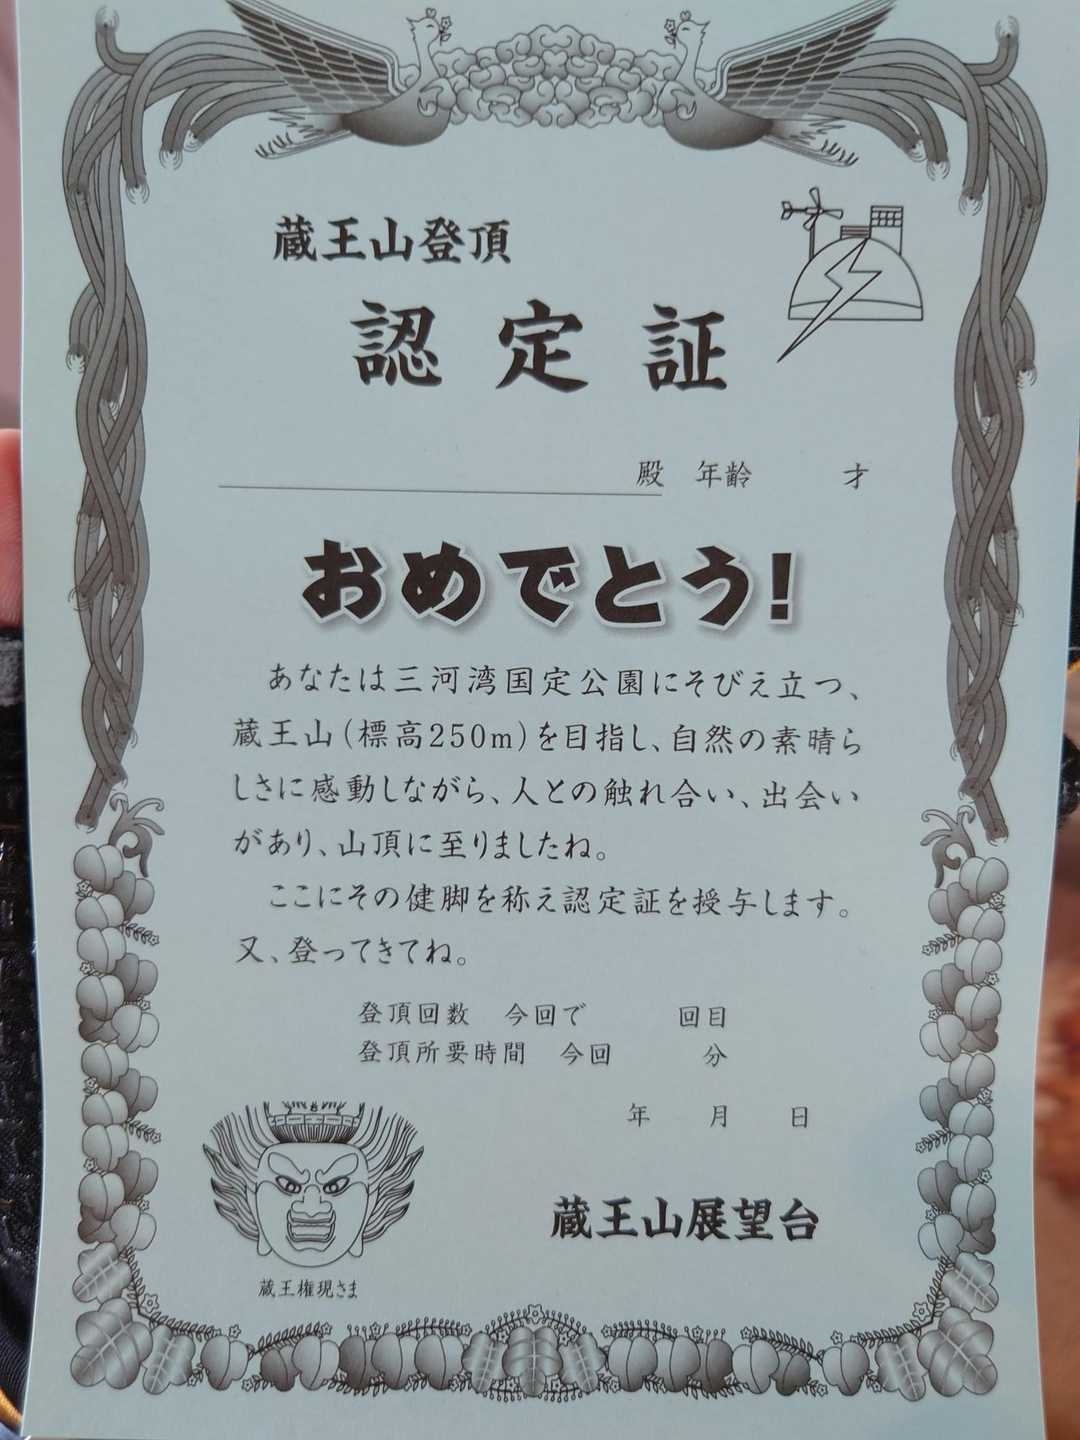 蔵王山登頂
認定証
殿 年齢 才
おめでとう!
あなたは三河湾国定公園にそびえ立つ、
蔵王山(標高250m)を目指し、自然の素晴ら
しさに感動しながら、人との触れ合い、出会い
があり、山頂に至りましたね。
ここにその健脚を称え認定証を授与します。
又、登ってきてね。
登頂回数 今回で 回目
登頂所要時間 今回 分
年 月 日
蔵王山展望台
蔵王権現さま